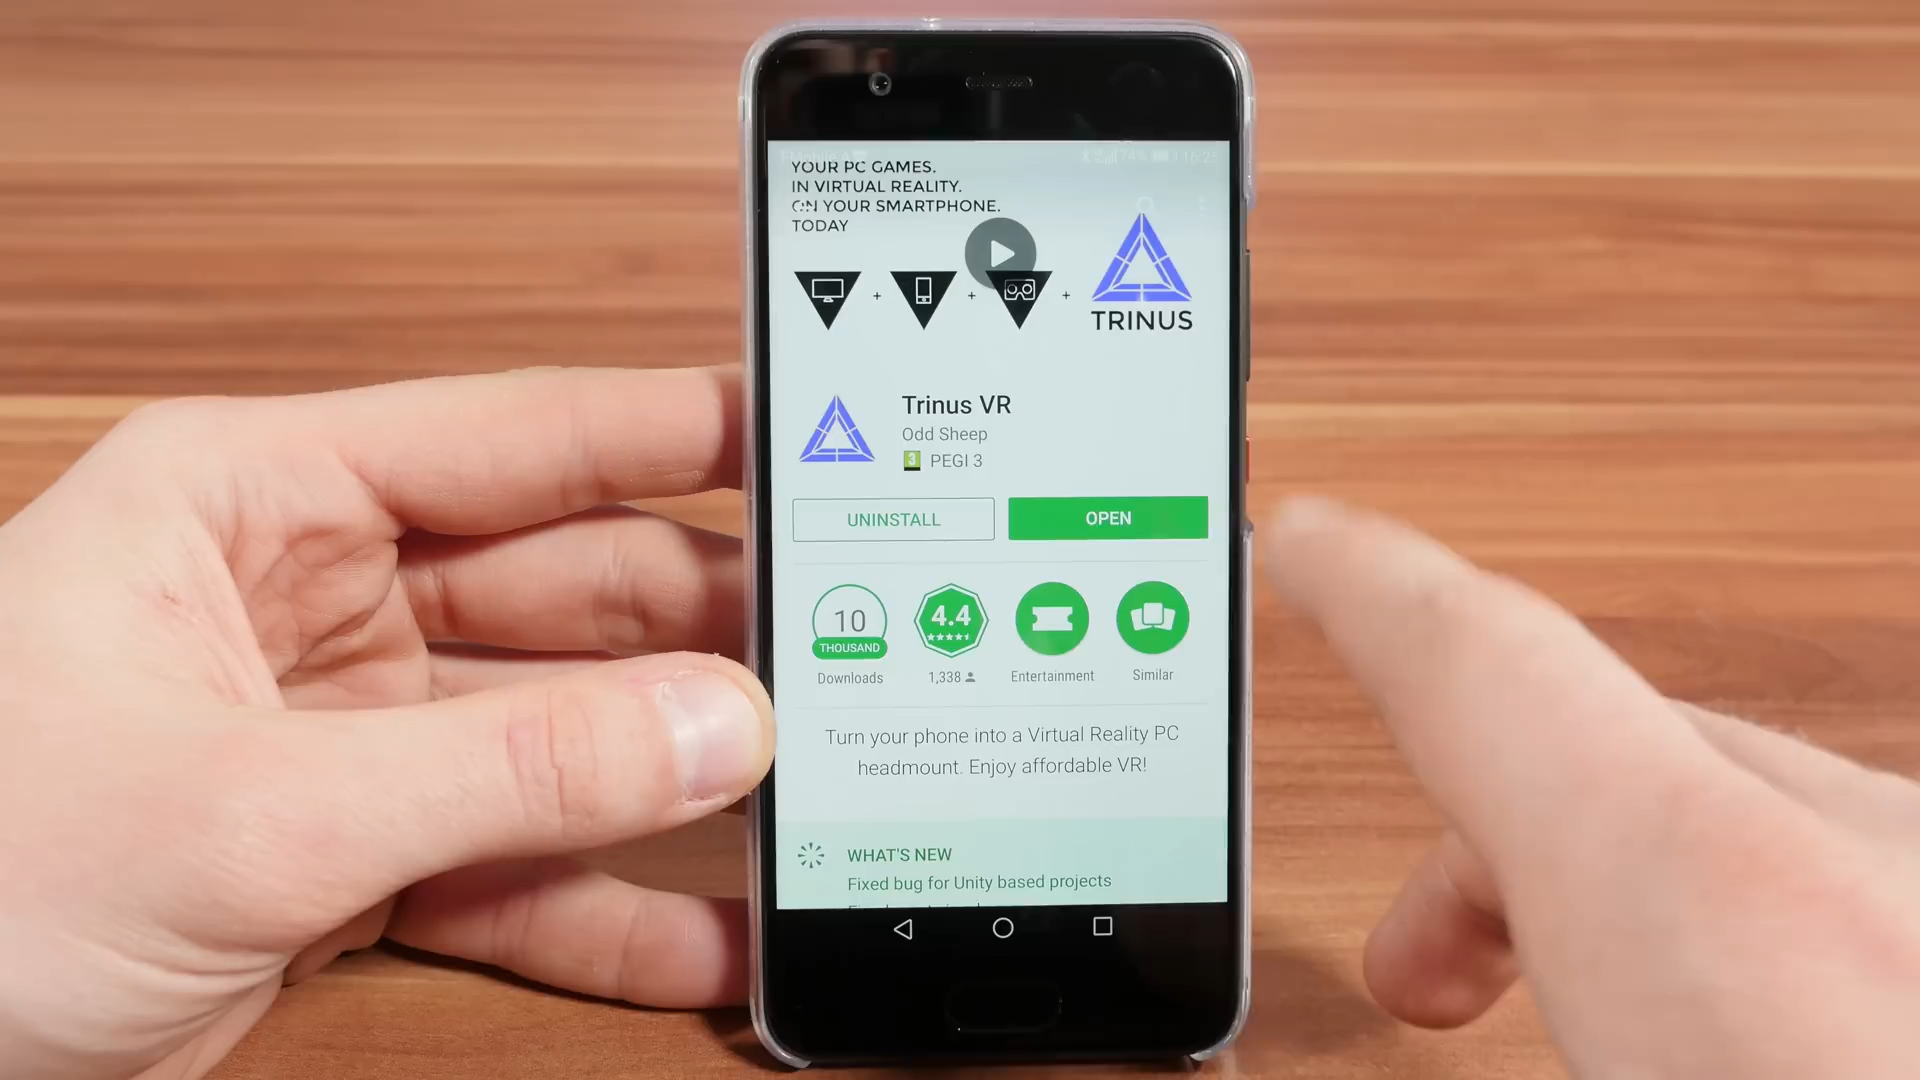 YOUR PC GAMES.
IN VIRTUAL REALITY.
ON YOUR SMARTPHONE.
TODAY
+ + +
TRINUS
Trinus VR
Odd Sheep
3 PEGI 3
UNINSTALL
OPEN
10
THOUSAND
4.4
Downloads
1,338
Entertainment
Similar
Turn your phone into a Virtual Reality PC
headmount. Enjoy affordable VR!
WHAT'S NEW
Fixed bug for Unity based projects